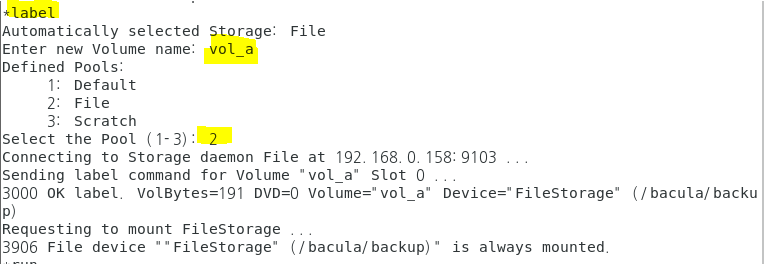 *label
Automatically selected Storage: File
Enter new Volume name: vol_a
Defined Pools:
1: Default
2: File
3: Scratch
Select the Pool (1-3): 2
Connecting to Storage daemon File at 192.168.0.158:9103 ...
Sending label command for Volume "vol_a" Slot 0 ...
3000 OK label. VolBytes=191 DVD=0 Volume="vol_a" Device="FileStorage" (/bacula/backu
p)
Requesting to mount FileStorage ...
3906 File device ""FileStorage" (/bacula/backup)" is always mounted.
*run